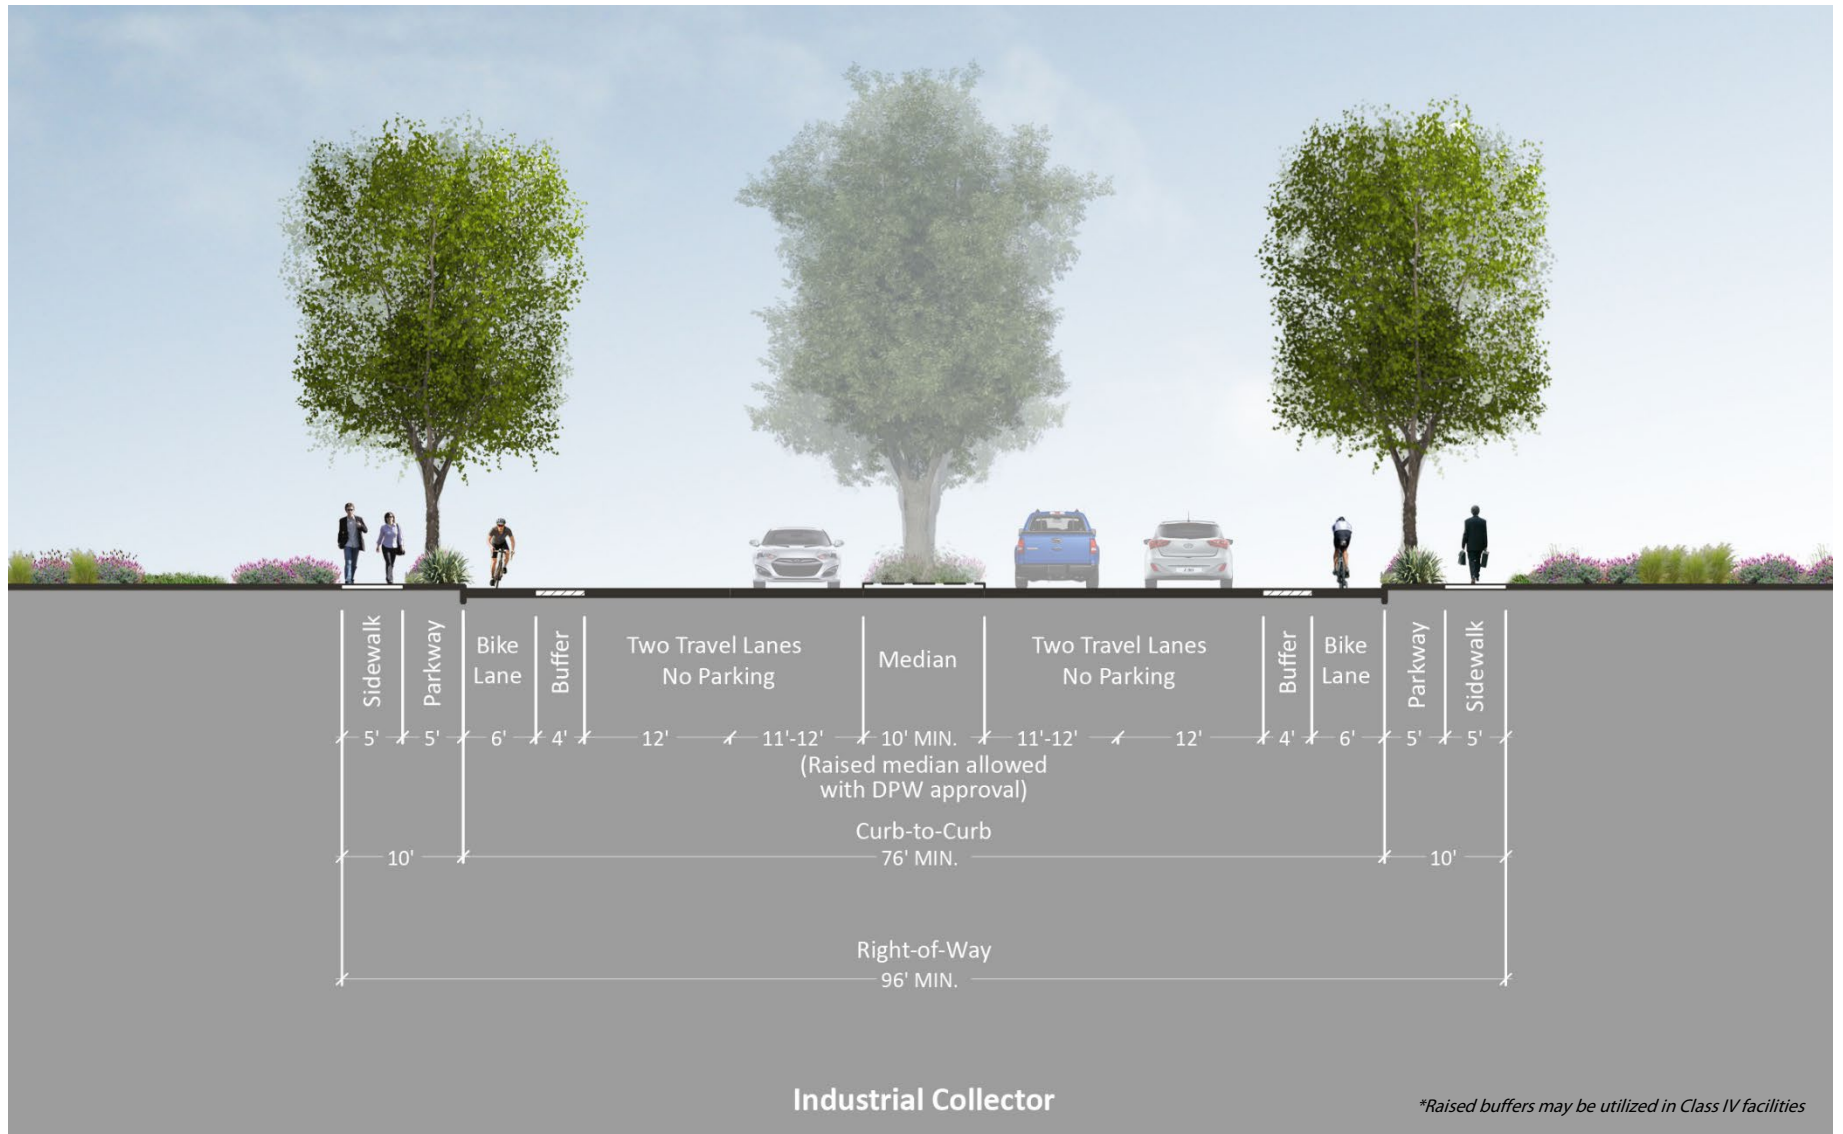 Sidewalk
Parkway
Bike
Lane
Buffer
Two Travel Lanes
No Parking
Median
Two Travel Lanes
No Parking
Buffer
Bike
Lane
Parkway
Sidewalk
5' 5' 6' 4' 12' 11'-12' 10' MIN. 11'-12' 12' 4' 6' 5' 5'
(Raised median allowed
with DPW approval)
Curb-to-Curb
10' 76' MIN. 10'
Right-of-Way
96' MIN.
Industrial Collector
*Raised buffers may be utilized in Class IV facilities